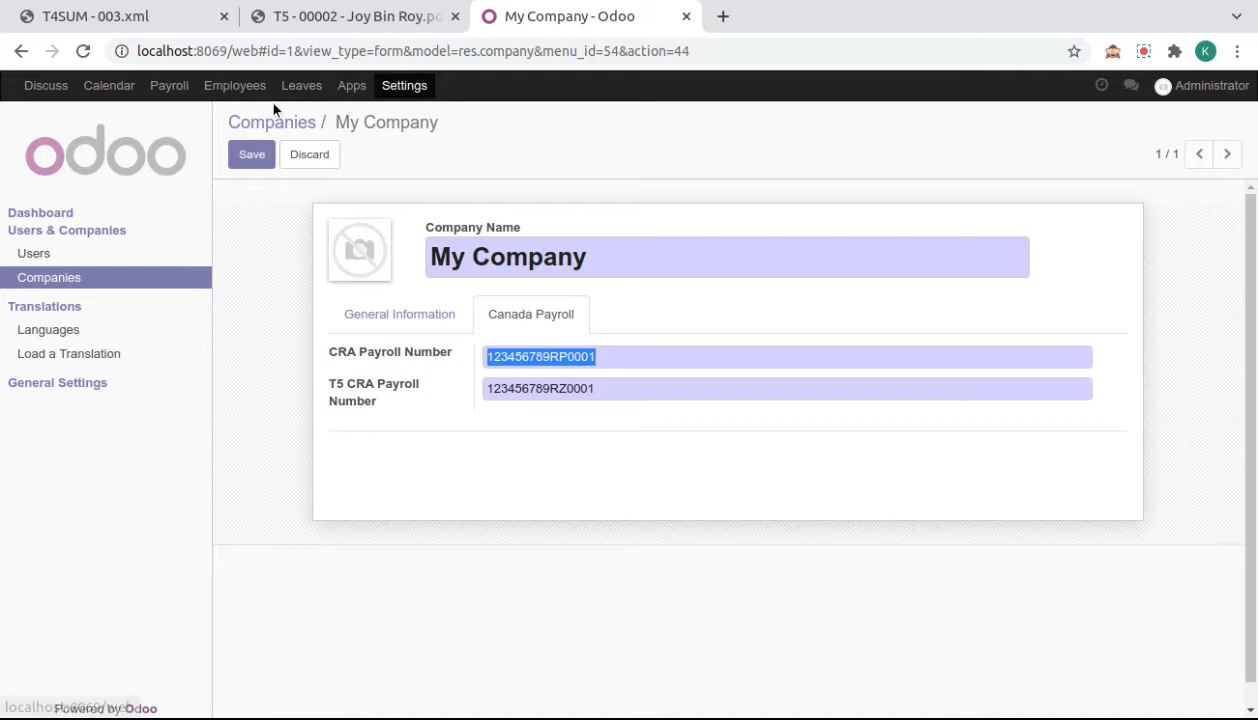 T4SUM - 003.xml
T5 - 00002 - Joy Bin Roy.pd
My Company - Odoo
localhost:8069/web#id=1&view_type=form&model=res.company&menu_id=54&action=44
K
Discuss Calendar Payroll Employees Leaves Apps Settings
Administrator
odoo
Companies / My Company
Save Discard
1 / 1
Dashboard
Users & Companies
Users
Companies
Translations
Languages
Load a Translation
General Settings
Company Name
My Company
General Information
Canada Payroll
CRA Payroll Number
123456789RP0001
T5 CRA Payroll
Number
123456789RZ0001
Powered by Odoo